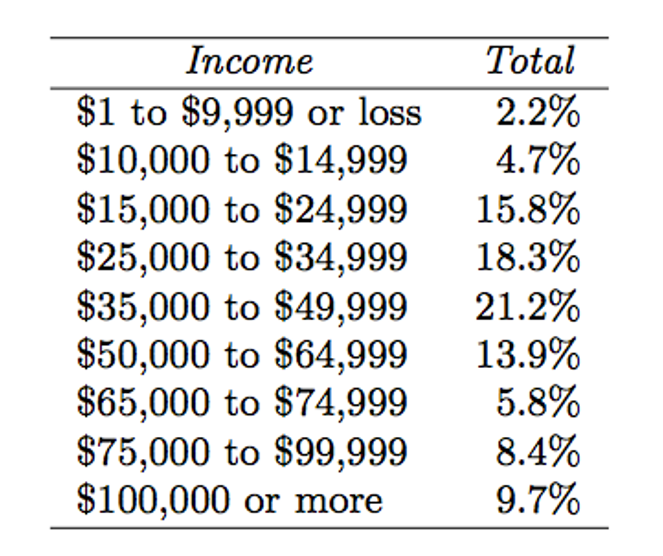 Income Total
$1 to $9,999 or loss 2.2%
$10,000 to $14,999 4.7%
$15,000 to $24,999 15.8%
$25,000 to $34,999 18.3%
$35,000 to $49,999 21.2%
$50,000 to $64,999 13.9%
$65,000 to $74,999 5.8%
$75,000 to $99,999 8.4%
$100,000 or more 9.7%